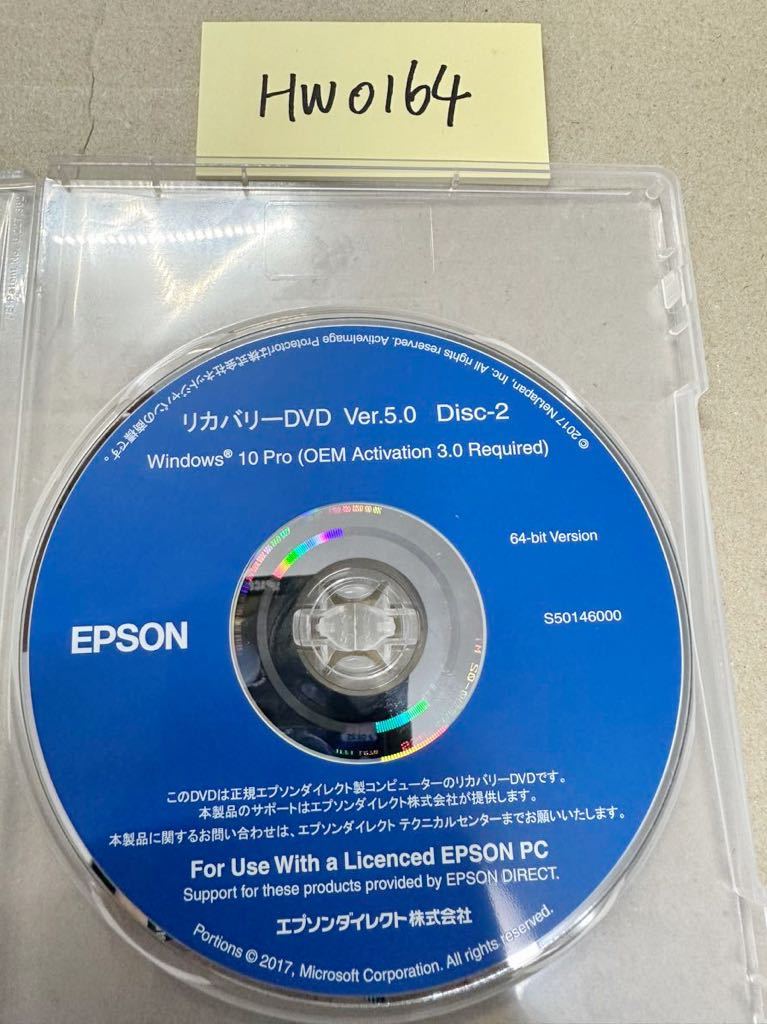 HW0164
©2017 NetJapan, Inc. All rights reserved. ActiveImage Protectorは株式会社ネットジャパンの商標です。
リカバリーDVD Ver.5.0 Disc-2
Windows® 10 Pro (OEM Activation 3.0 Required)
64-bit Version
S50146000
EPSON
このDVDは正規エプソンダイレクト製コンピューターのリカバリーDVDです。
本製品のサポートはエプソンダイレクト株式会社が提供します。
本製品に関するお問い合わせは、エプソンダイレクト テクニカルセンターまでお願いいたします。
For Use With a Licenced EPSON PC
Support for these products provided by EPSON DIRECT.
エプソンダイレクト株式会社
Portions © 2017, Microsoft Corporation. All rights reserved.